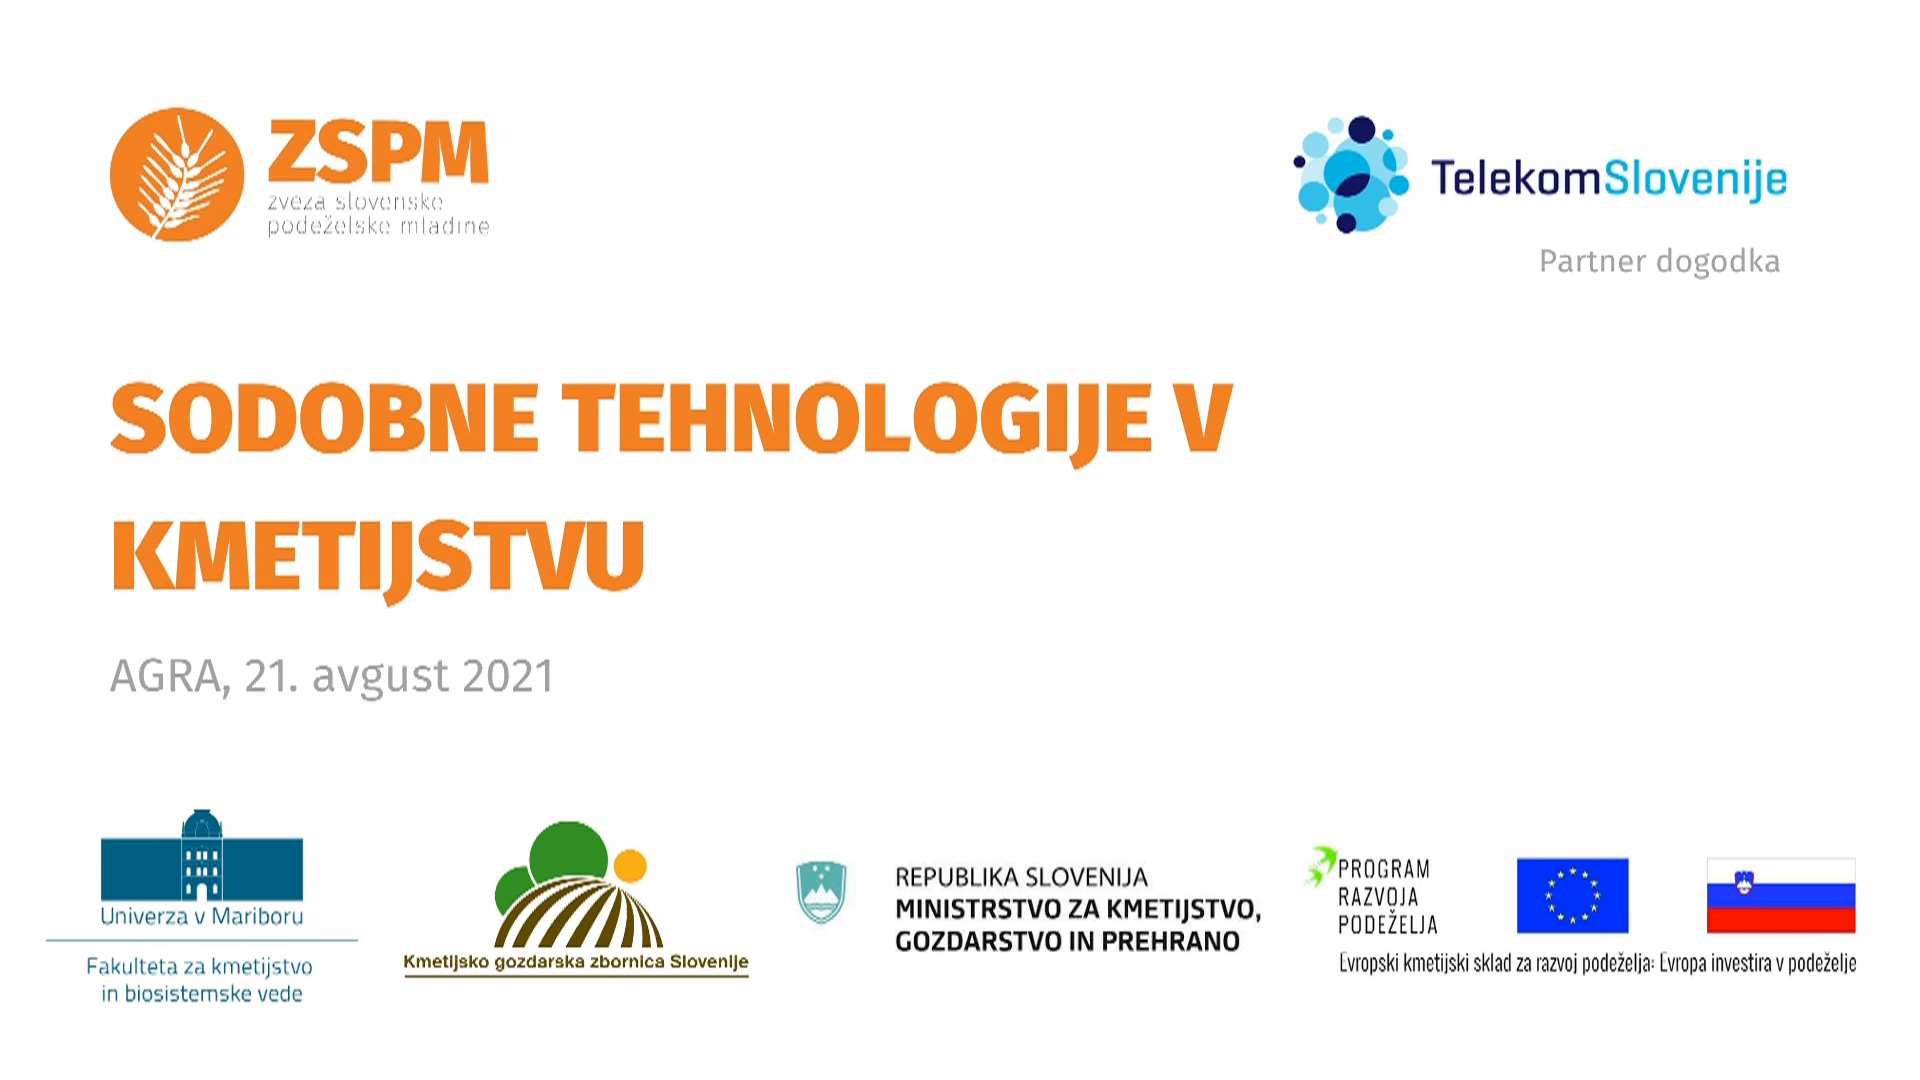 ZSPM
zveza slovenske
podeželske mladine
TelekomSlovenije
Partner dogodka
SODOBNE TEHNOLOGIJE V
KMETIJSTVU
AGRA, 21. avgust 2021
Univerza v Mariboru
Fakulteta za kmetijstvo
in biosistemske vede
Kmetijsko gozdarska zbornica Slovenije
REPUBLIKA SLOVENIJA
MINISTRSTVO ZA KMETIJSTVO,
GOZDARSTVO IN PREHRANO
PROGRAM
RAZVOJA
PODEŽELJA
Evropski kmetijski sklad za razvoj podeželja: Evropa investira v podeželje